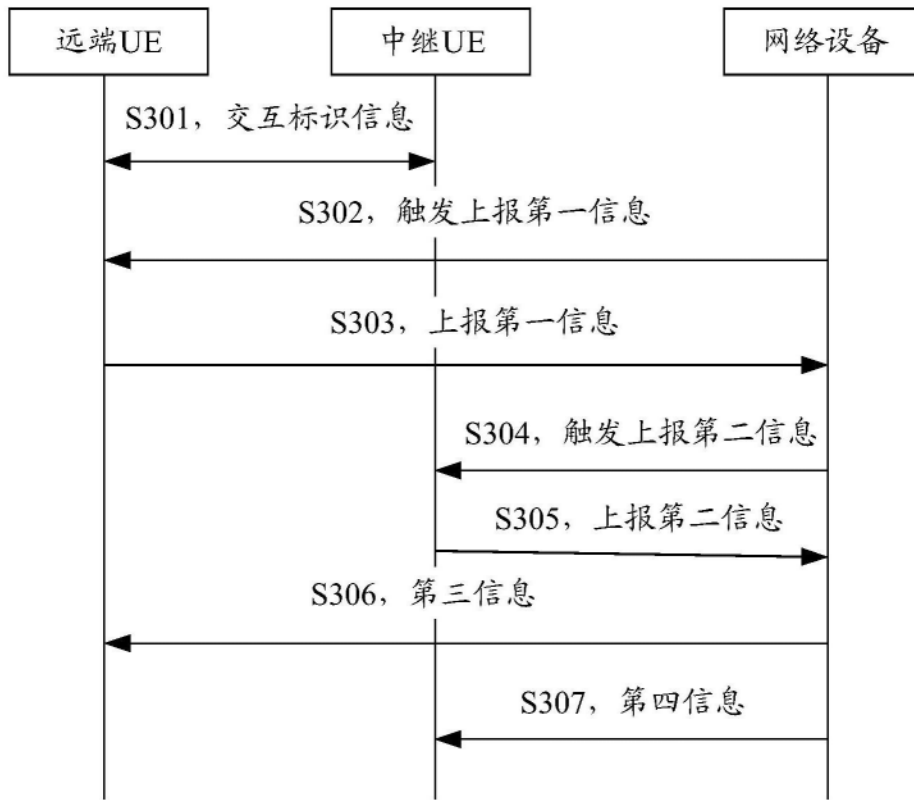 远端UE
中继UE
网络设备
S301，交互标识信息
S302，触发上报第一信息
S303，上报第一信息
S304，触发上报第二信息
S305，上报第二信息
S306，第三信息
S307，第四信息